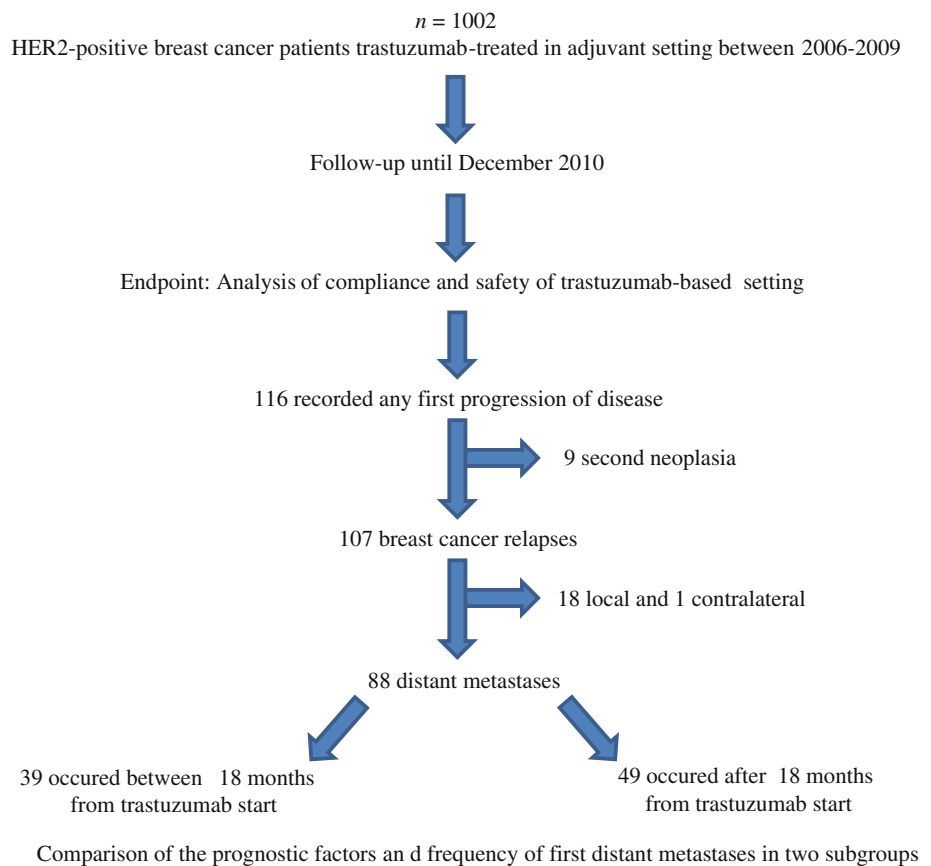 n = 1002
HER2-positive breast cancer patients trastuzumab-treated in adjuvant setting between 2006-2009
Follow-up until December 2010
Endpoint: Analysis of compliance and safety of trastuzumab-based setting
116 recorded any first progression of disease
9 second neoplasia
107 breast cancer relapses
18 local and 1 contralateral
88 distant metastases
39 occured between 18 months
from trastuzumab start
49 occured after 18 months
from trastuzumab start
Comparison of the prognostic factors an d frequency of first distant metastases in two subgroups